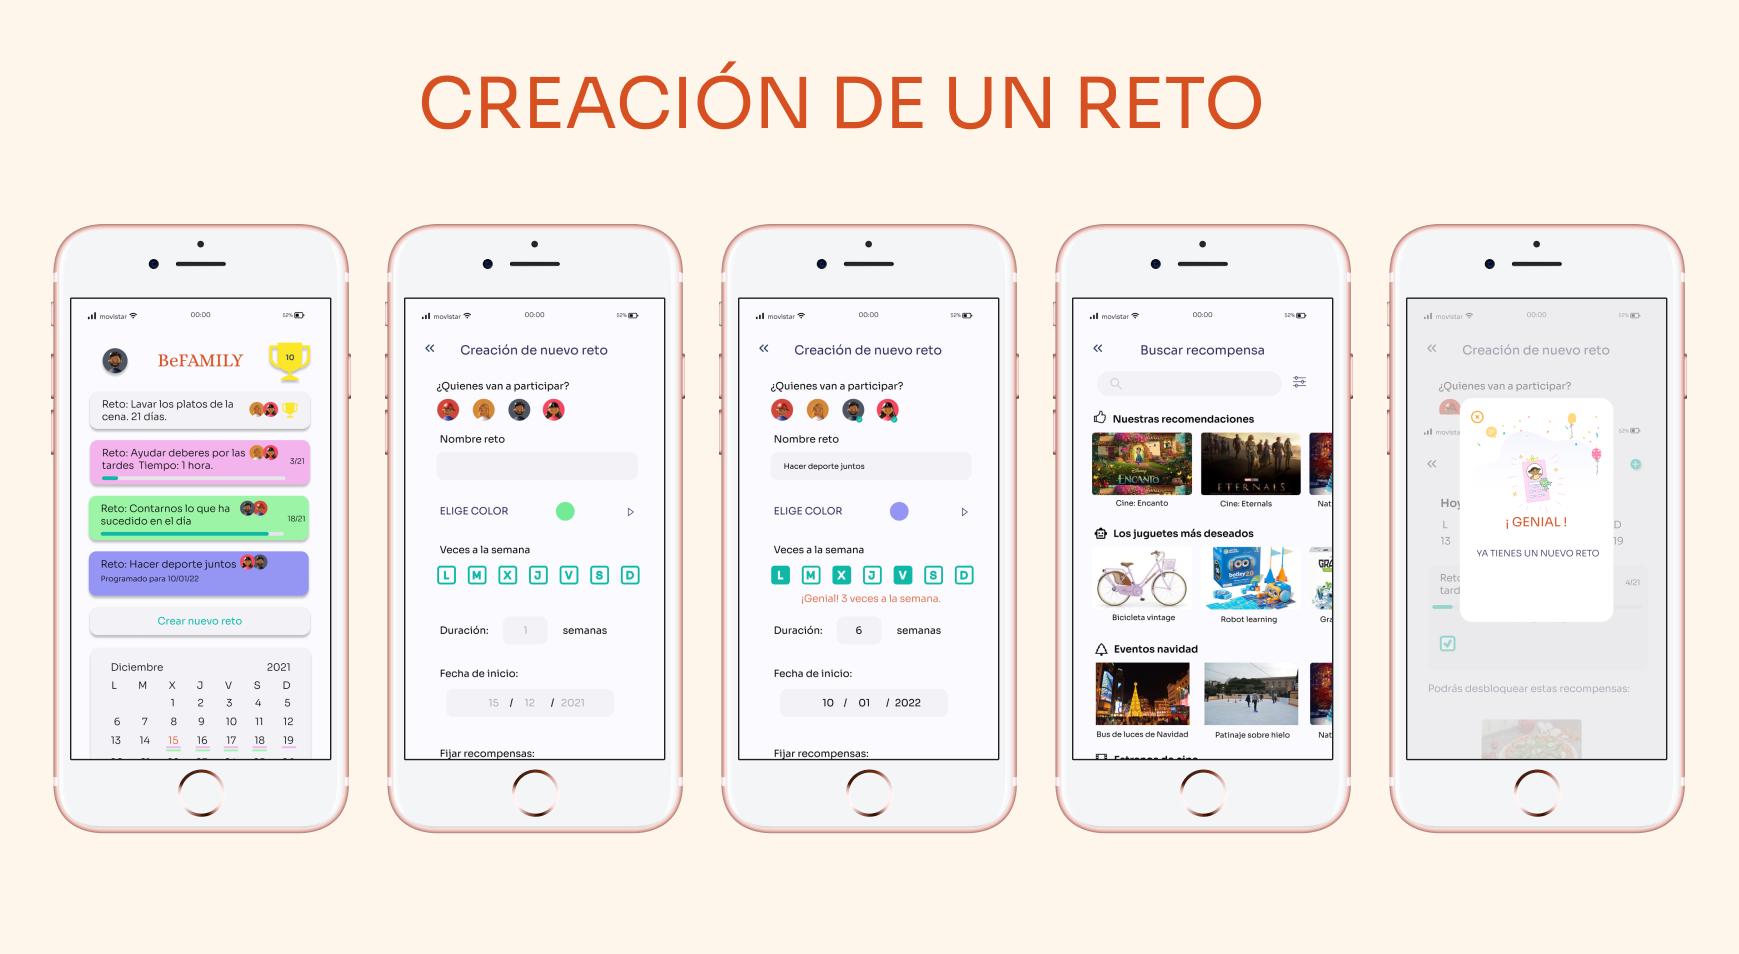 CREACIÓN DE UN RETO
movistar 00:00 52%
BeFAMILY 10
Reto: Lavar los platos de la
cena. 21 días.
Reto: Ayudar deberes por las
tardes Tiempo: 1 hora. 3/21
Reto: Contarnos lo que ha
sucedido en el día 18/21
Reto: Hacer deporte juntos
Programado para 10/01/22
Crear nuevo reto
Diciembre 2021
L M X J V S D
1 2 3 4 5
6 7 8 9 10 11 12
13 14 15 16 17 18 19
movistar 00:00 52%
« Creación de nuevo reto
¿Quienes van a participar?
Nombre reto
ELIGE COLOR
Veces a la semana
L M X J V S D
Duración: 1 semanas
Fecha de inicio:
15 / 12 / 2021
Fijar recompensas:
movistar 00:00 52%
« Creación de nuevo reto
¿Quienes van a participar?
Nombre reto
Hacer deporte juntos
ELIGE COLOR
Veces a la semana
L M X J V S D
¡Genial! 3 veces a la semana.
Duración: 6 semanas
Fecha de inicio:
10 / 01 / 2022
Fijar recompensas:
movistar 00:00 52%
« Buscar recompensa
Nuestras recomendaciones
Disney
ENCANTO
ETERNALS
Cine: Encanto Cine: Eternals Nat
Los juguetes más deseados
botley 2.0
GRA
Bicicleta vintage Robot learning Gra
Eventos navidad
Bus de luces de Navidad Patinaje sobre hielo Nat
Estrenos de cine
movistar 00:00 52%
« Creación de nuevo reto
¿Quienes van a participar?
movista 52%
«
Hoy
L D
13 19
Reto
tard 4/21
¡ GENIAL !
YA TIENES UN NUEVO RETO
Podrás desbloquear estas recompensas: